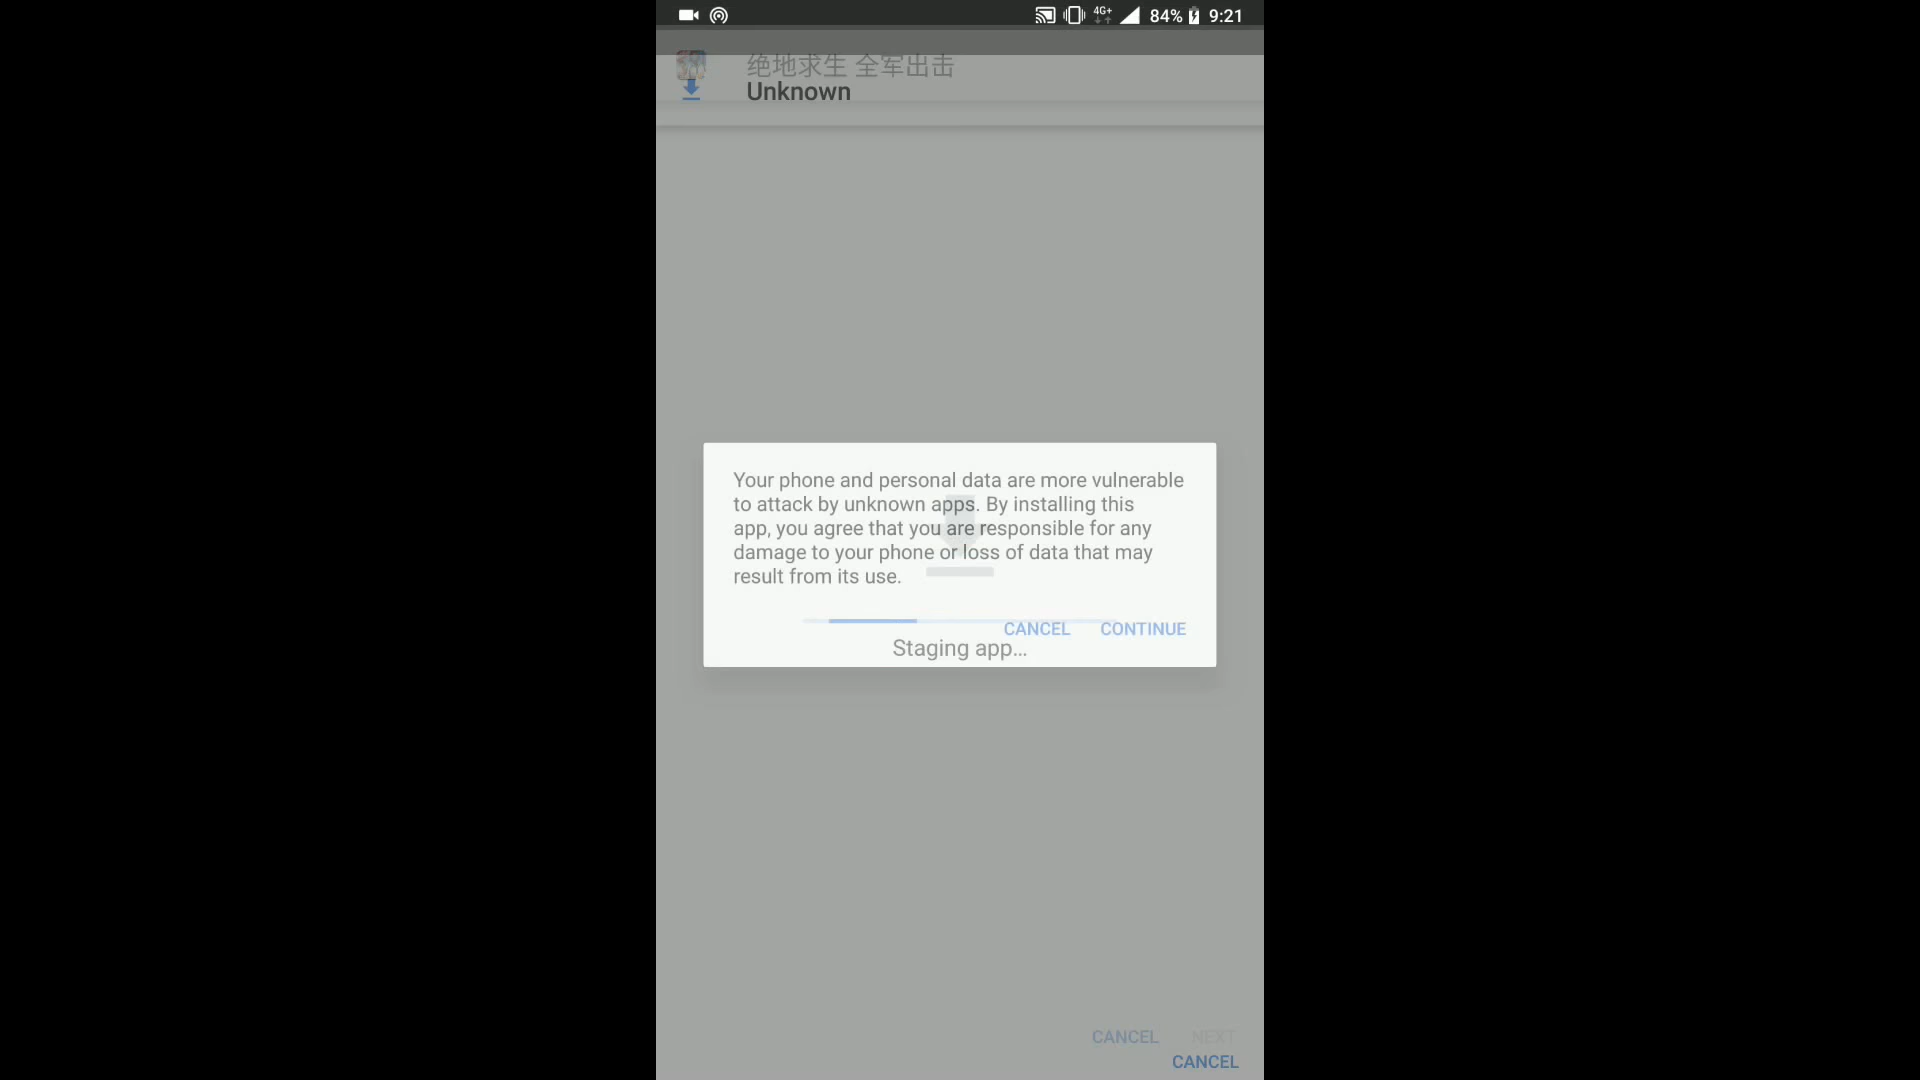 4G+ 84% 9:21
绝地求生 全军出击
Unknown
Your phone and personal data are more vulnerable
to attack by unknown apps. By installing this
app, you agree that you are responsible for any
damage to your phone or loss of data that may
result from its use.
CANCEL CONTINUE
Staging app…
CANCEL NEXT
CANCEL